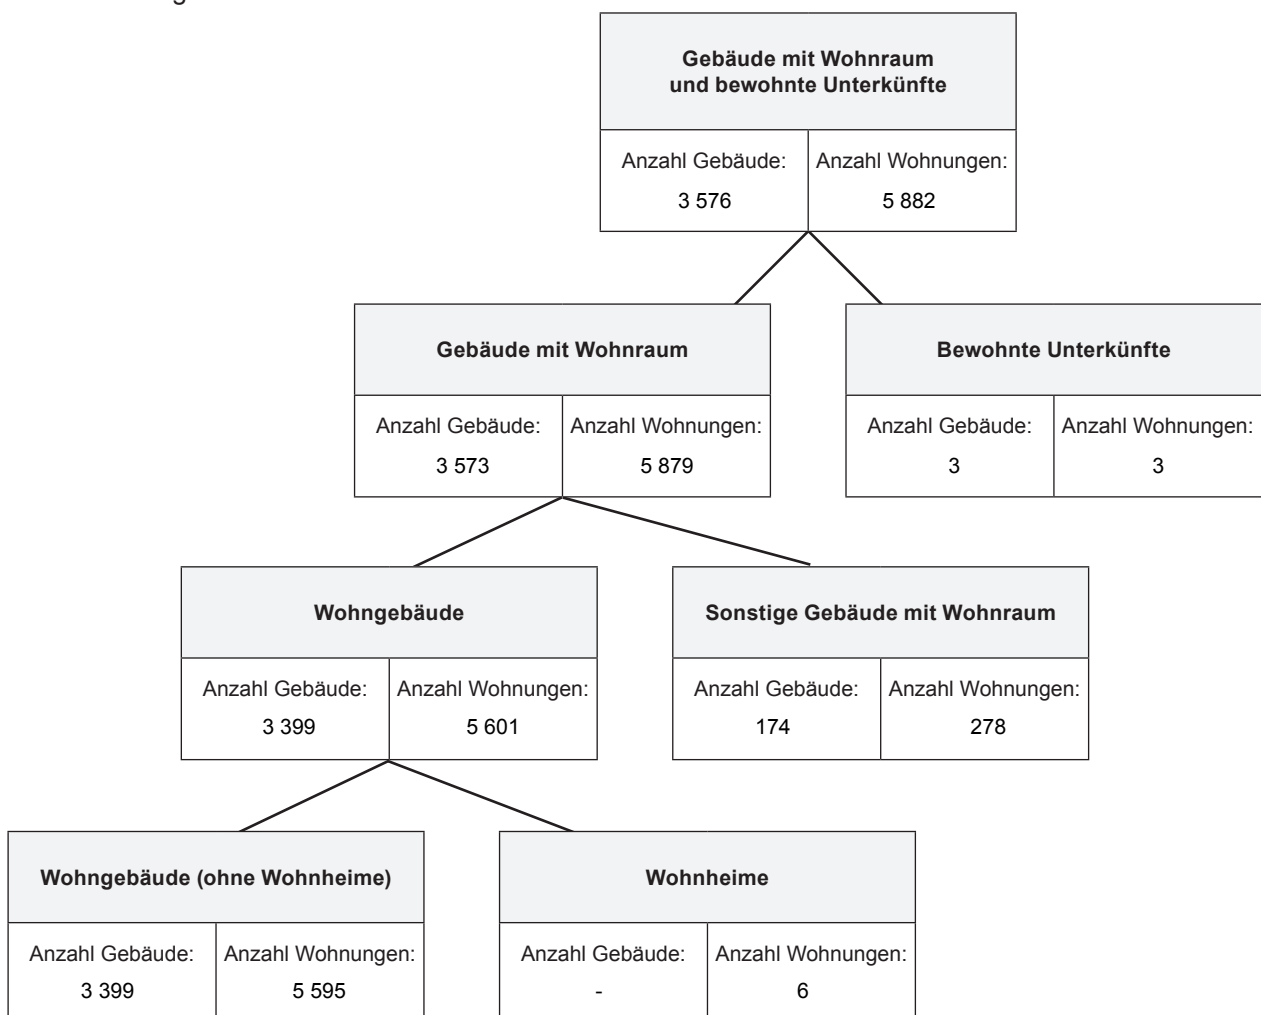 Gebäude mit Wohnraum
und bewohnte Unterkünfte
Anzahl Gebäude: Anzahl Wohnungen:
3 576 5 882
Gebäude mit Wohnraum
Anzahl Gebäude: Anzahl Wohnungen:
3 573 5 879
Bewohnte Unterkünfte
Anzahl Gebäude: Anzahl Wohnungen:
3 3
Wohngebäude
Anzahl Gebäude: Anzahl Wohnungen:
3 399 5 601
Sonstige Gebäude mit Wohnraum
Anzahl Gebäude: Anzahl Wohnungen:
174 278
Wohngebäude (ohne Wohnheime)
Anzahl Gebäude: Anzahl Wohnungen:
3 399 5 595
Wohnheime
Anzahl Gebäude: Anzahl Wohnungen:
- 6